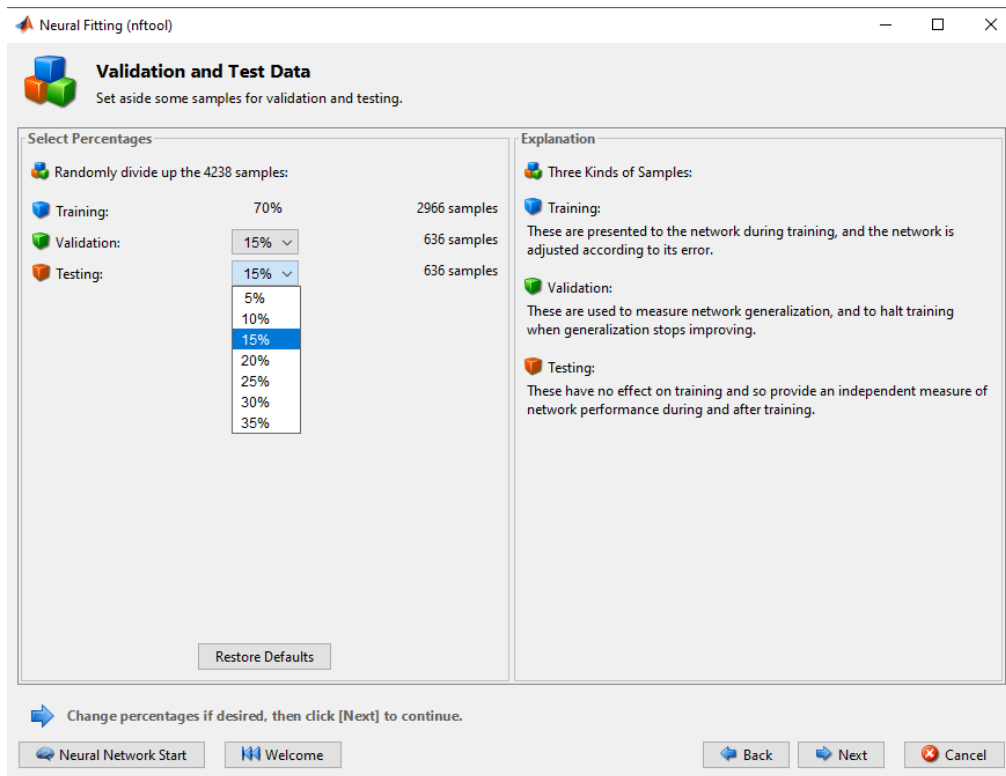 Neural Fitting (nftool)
Validation and Test Data
Set aside some samples for validation and testing.
Select Percentages
Randomly divide up the 4238 samples:
Training: 70% 2966 samples
Validation: 15% 636 samples
Testing: 15% 636 samples
5%
10%
15%
20%
25%
30%
35%
Restore Defaults
Explanation
Three Kinds of Samples:
Training:
These are presented to the network during training, and the network is
adjusted according to its error.
Validation:
These are used to measure network generalization, and to halt training
when generalization stops improving.
Testing:
These have no effect on training and so provide an independent measure of
network performance during and after training.
Change percentages if desired, then click [Next] to continue.
Neural Network Start Welcome Back Next Cancel